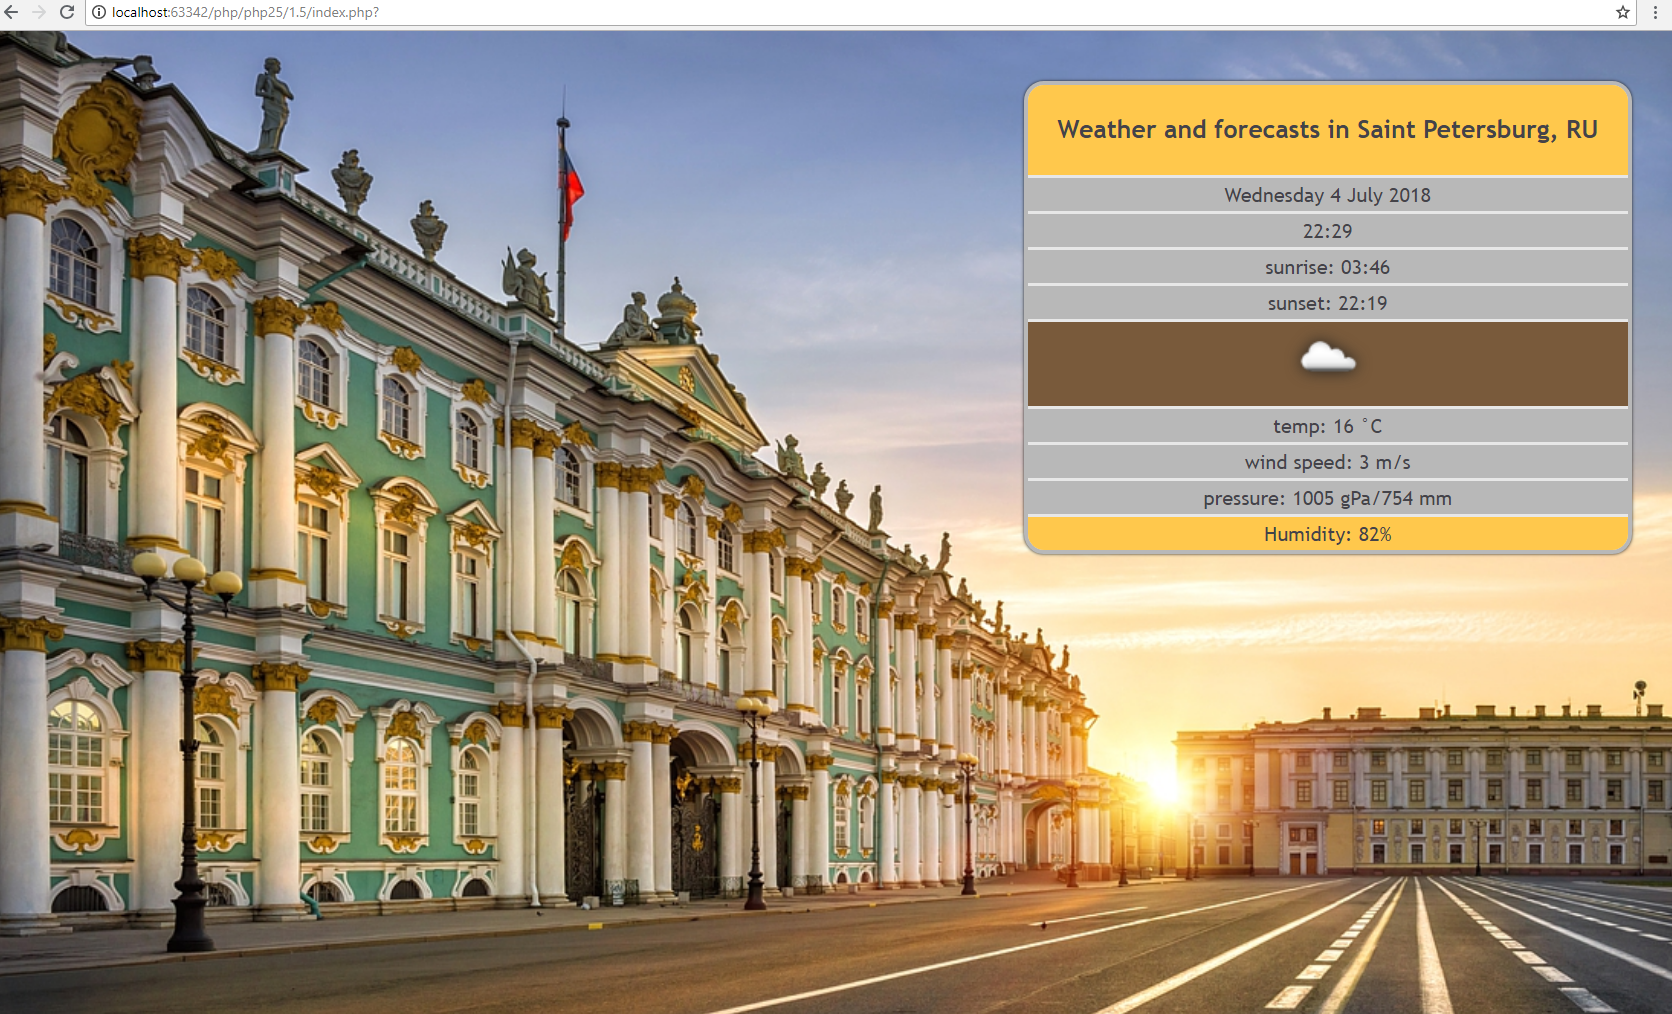 localhost:63342/php/php25/1.5/index.php?
Weather and forecasts in Saint Petersburg, RU
Wednesday 4 July 2018
22:29
sunrise: 03:46
sunset: 22:19
temp: 16 °C
wind speed: 3 m/s
pressure: 1005 gPa/754 mm
Humidity: 82%